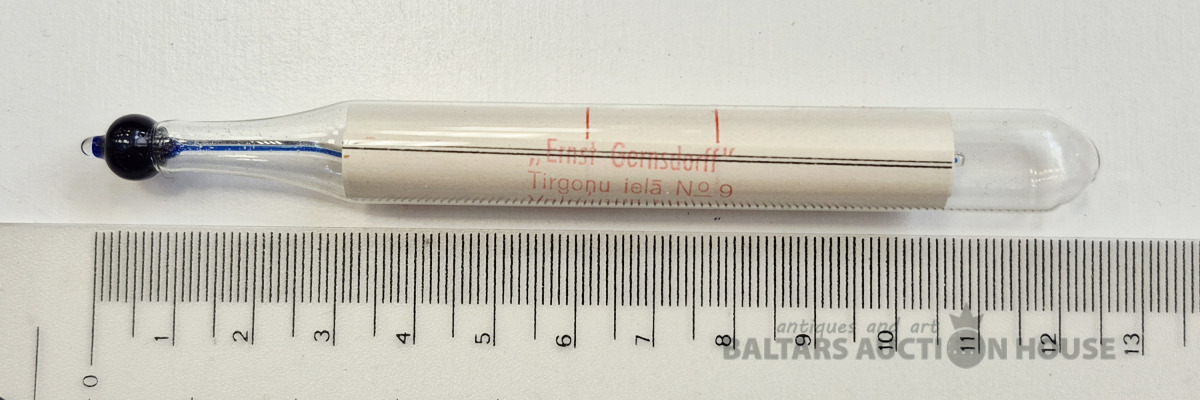 „Ernst Gernsdorff"
Tirgoņu ielā № 9
0 1 2 3 4 5 6 7 8 9 10 11 12 13
antiques and art
BALTARS AUCTION HOUSE